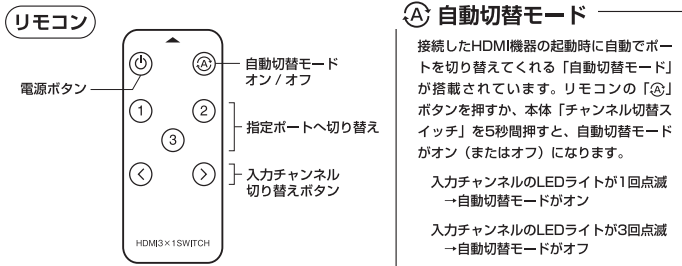 リモコン
電源ボタン
自動切替モード
オン / オフ
1
2
3
指定ポートへ切り替え
入力チャンネル
切り替えボタン
HDMI3×1SWITCH
Ⓐ 自動切替モード
接続したHDMI機器の起動時に自動でポー
トを切り替えてくれる「自動切替モード」
が搭載されています。リモコンの「Ⓐ」
ボタンを押すか、本体「チャンネル切替ス
イッチ」を5秒間押すと、自動切替モード
がオン（またはオフ）になります。
入力チャンネルのLEDライトが1回点滅
→自動切替モードがオン
入力チャンネルのLEDライトが3回点滅
→自動切替モードがオフ